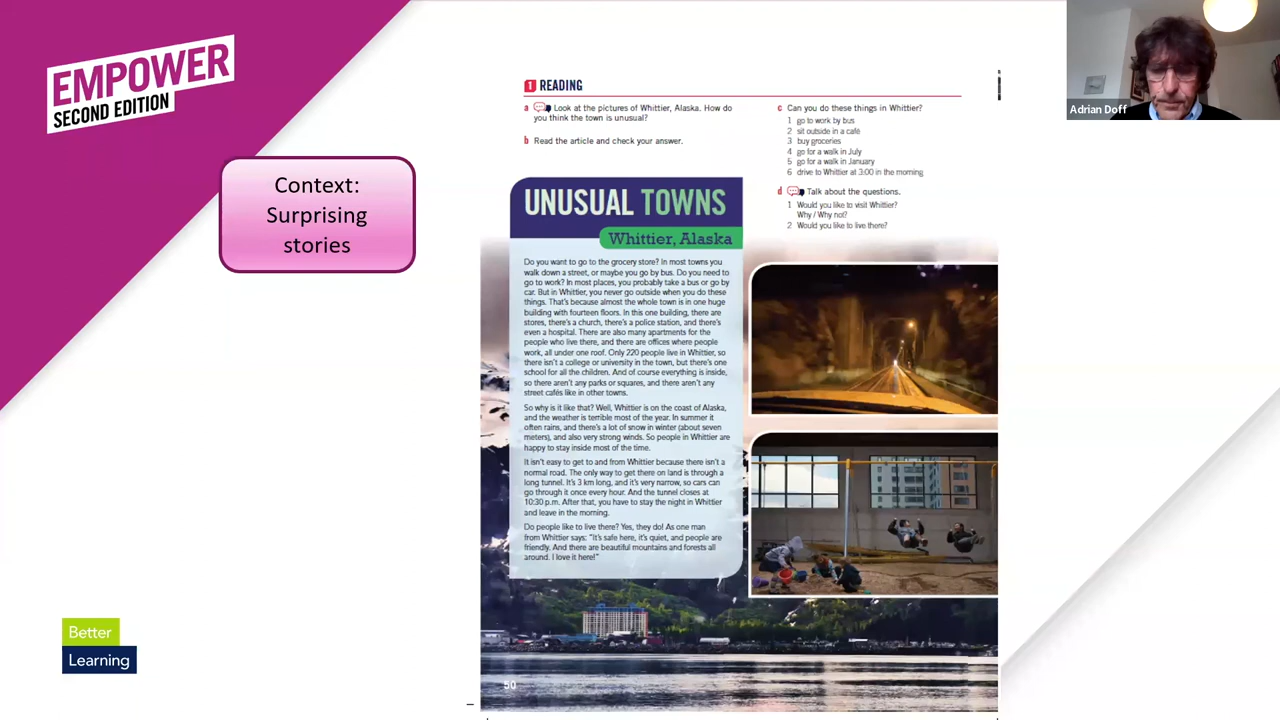 EMPOWER
SECOND EDITION
Context:
Surprising
stories
Better
Learning
1 READING
a Look at the pictures of Whittier, Alaska. How do
you think the town is unusual?
b Read the article and check your answer.
UNUSUAL TOWNS
Whittier, Alaska
Do you want to go to the grocery store? In most towns you
walk down a street, or maybe you go by bus. Do you need to
go to work? In most places, you probably take a bus or go by
car. But in Whittier, you never go outside when you do these
things. That's because almost the whole town is in one huge
building with fourteen floors. In this one building, there are
stores, there's a church, there's a police station, and there's
even a hospital. There are also many apartments for the
people who live there, and there are offices where people
work, all under one roof. Only 220 people live in Whittier, so
there isn't a college or university in the town, but there's one
school for all the children. And of course everything is inside,
so there aren't any parks or squares, and there aren't any
street cafés like in other towns.
So why is it like that? Well, Whittier is on the coast of Alaska,
and the weather is terrible most of the year. In summer it
often rains, and there's a lot of snow in winter (about seven
meters), and also very strong winds. So people in Whittier are
happy to stay inside most of the time.
It isn't easy to get to and from Whittier because there isn't a
normal road. The only way to get there on land is through a
long tunnel. It's 3 km long, and it's very narrow, so cars can
go through it once every hour. And the tunnel closes at
10:30 p.m. After that, you have to stay the night in Whittier
and leave in the morning.
Do people like to live there? Yes, they do! As one man
from Whittier says: "It's safe here, it's quiet, and people are
friendly. And there are beautiful mountains and forests all
around. I love it here!"
50
c Can you do these things in Whittier?
1 go to work by bus
2 sit outside in a café
3 buy groceries
4 go for a walk in July
5 go for a walk in January
6 drive to Whittier at 3:00 in the morning
d Talk about the questions.
1 Would you like to visit Whittier?
Why / Why not?
2 Would you like to live there?
Adrian Doff